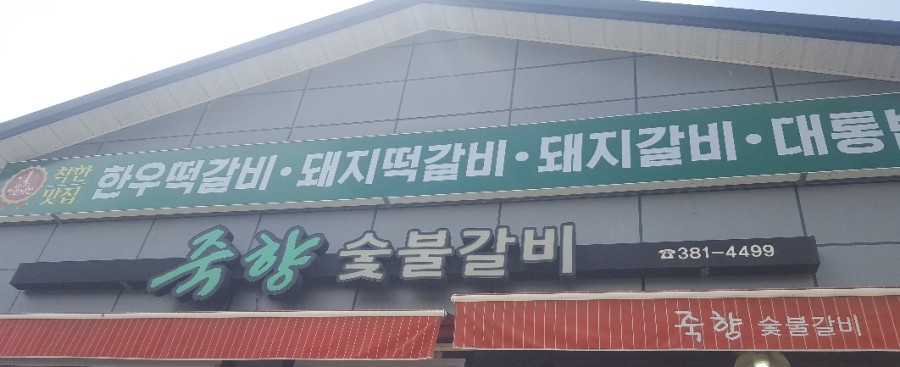 착한
맛집
한우떡갈비·돼지떡갈비·돼지갈비·대통
죽향 숯불갈비
☎381-4499
죽향 숯불갈비